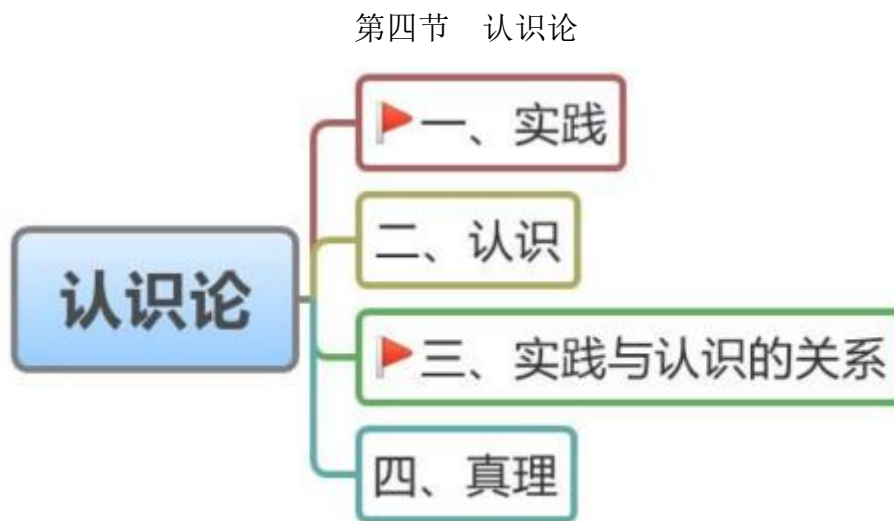 第四节　认识论
一、实践
二、认识
认识论
三、实践与认识的关系
四、真理